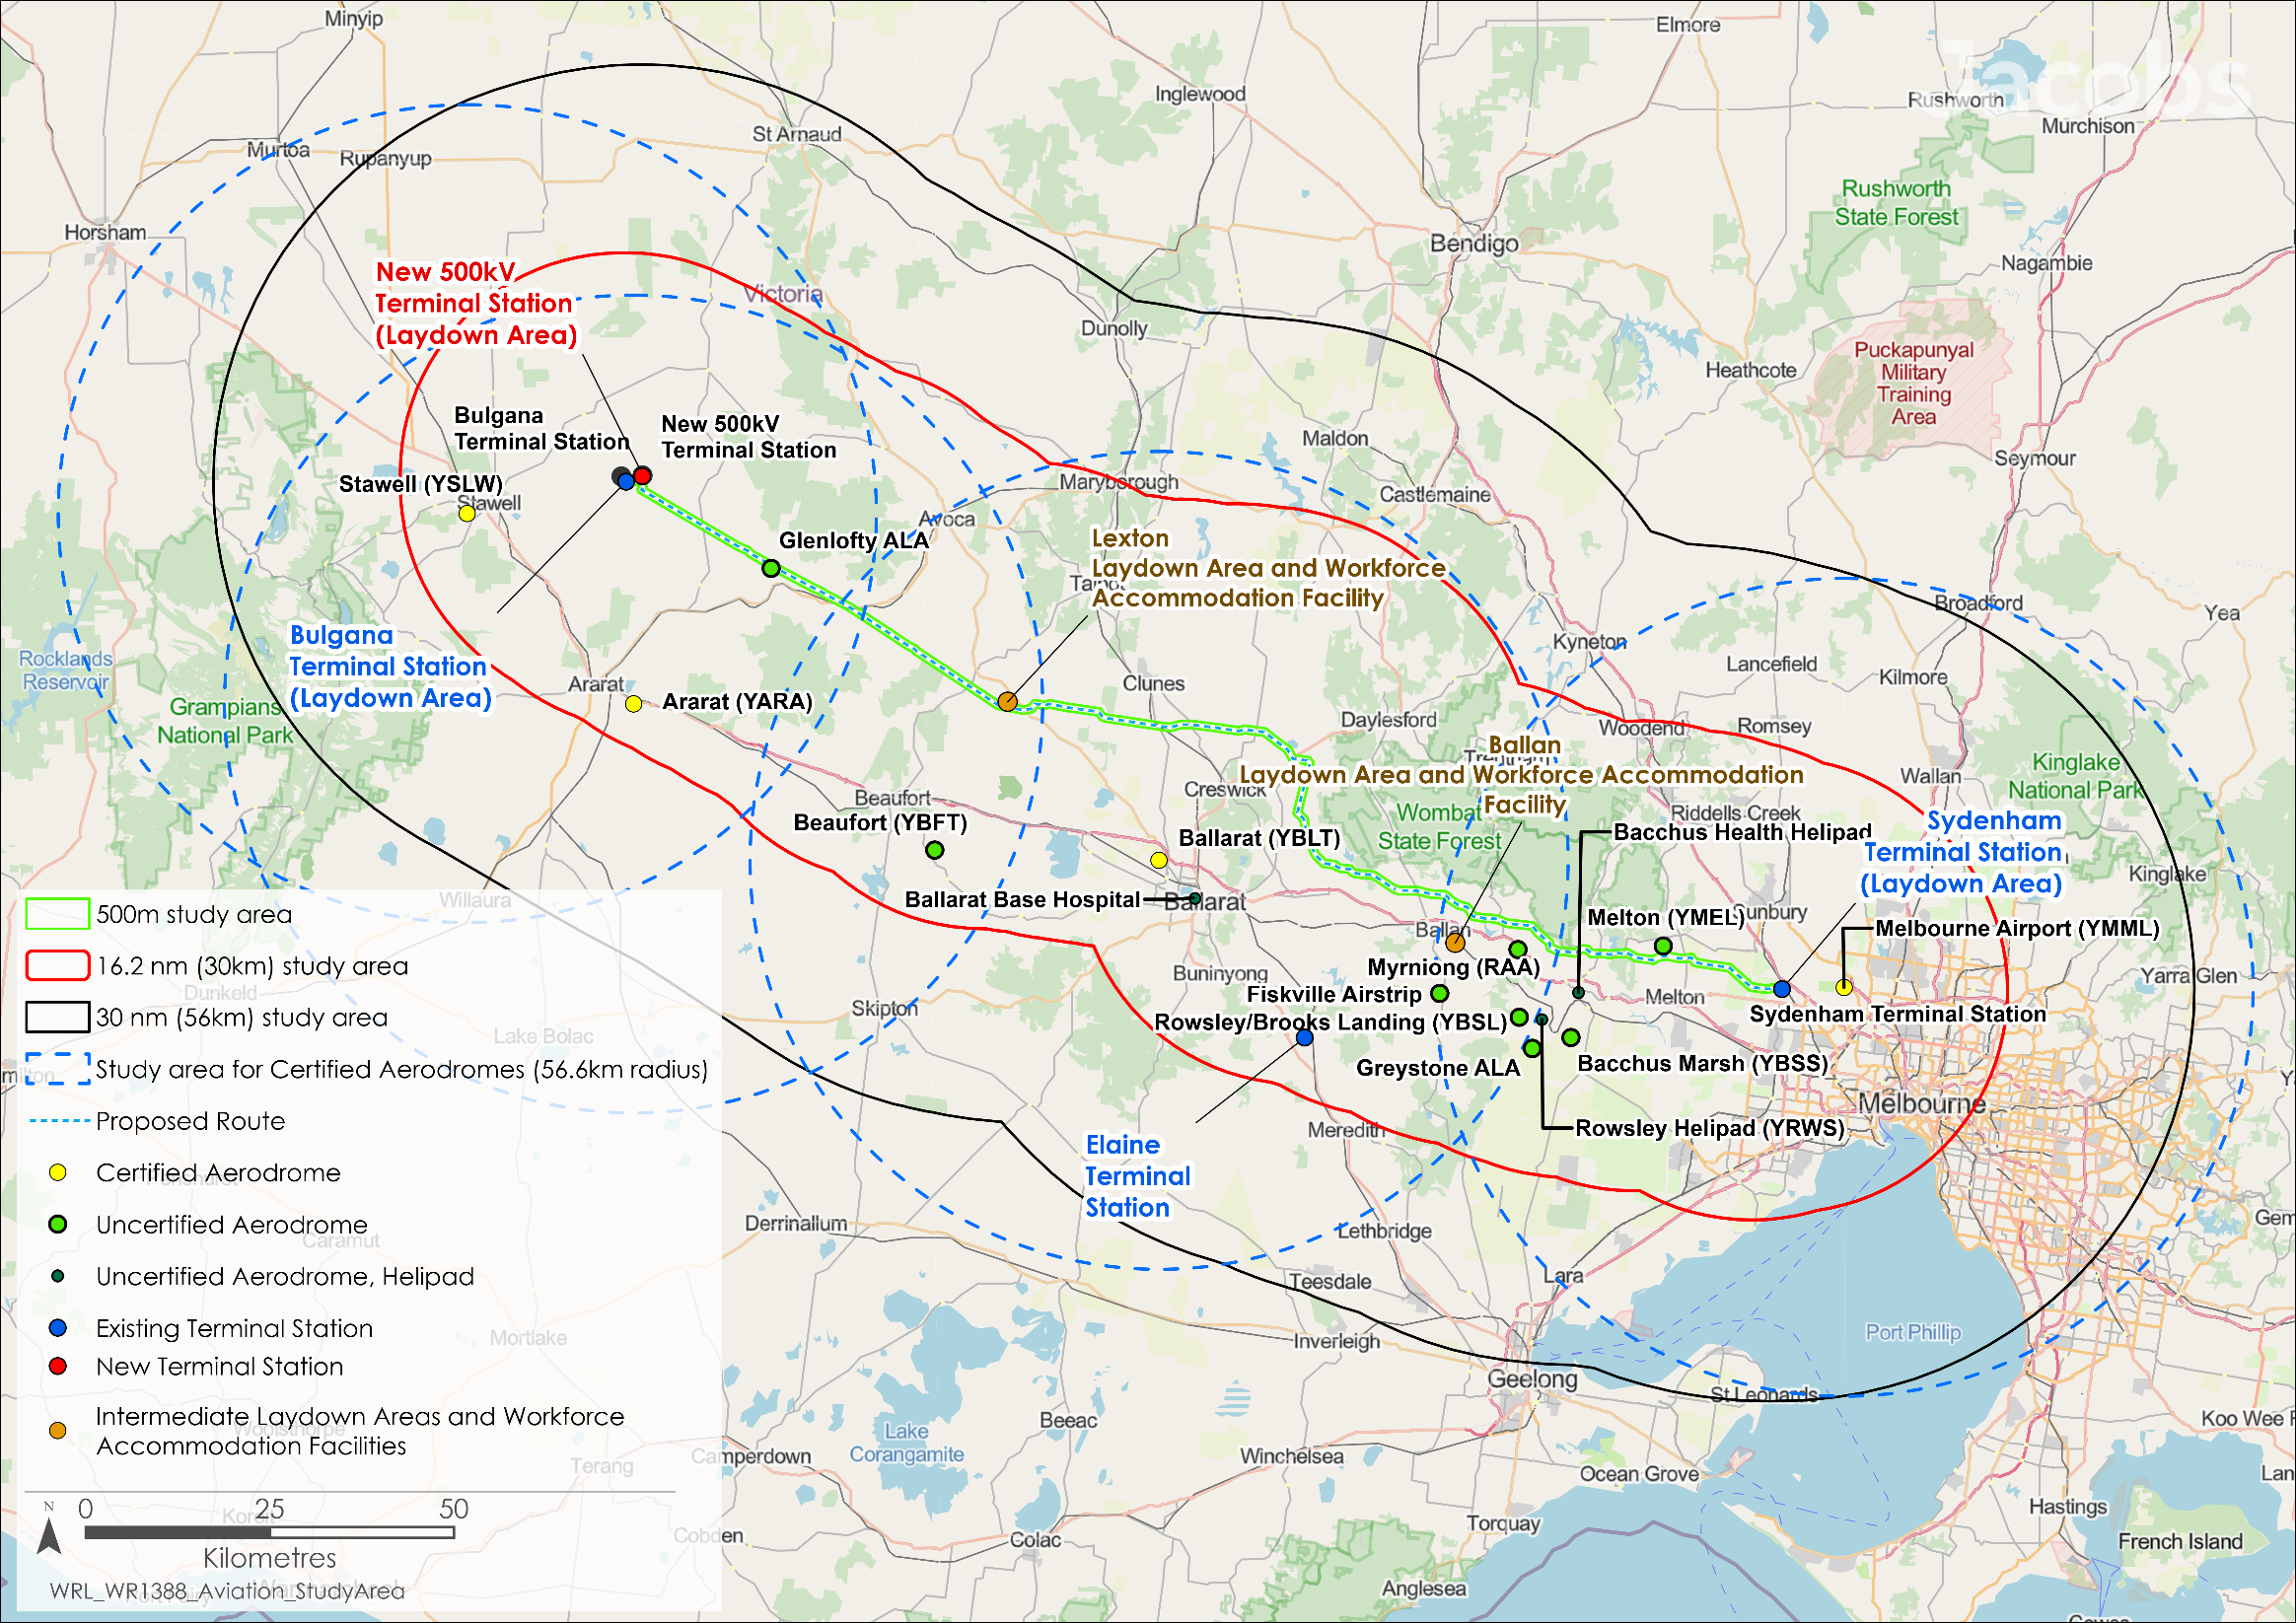 Minyip
Elmore
Jacobs
Inglewood
Rushworth
Murchison
St Arnaud
Murtoa
Rupanyup
Rushworth
State Forest
Horsham
Bendigo
Nagambie
New 500kV
Terminal Station
(Laydown Area)
Victoria
Dunolly
Puckapunyal
Military
Training
Area
Heathcote
Bulgana
Terminal Station
New 500kV
Terminal Station
Maldon
Seymour
Stawell (YSLW)
Stawell
Maryborough
Castlemaine
Avoca
Glenlofty ALA
Lexton
Laydown Area and Workforce
Accommodation Facility
Broadford
Yea
Bulgana
Terminal Station
(Laydown Area)
Rocklands
Reservoir
Kyneton
Lancefield
Kilmore
Grampians
National Park
Ararat
Ararat (YARA)
Clunes
Daylesford
Woodend
Romsey
Ballan
Laydown Area and Workforce Accommodation
Facility
Trentham
Wallan
Kinglake
National Park
Creswick
Beaufort
Beaufort (YBFT)
Wombat
State Forest
Riddells Creek
Bacchus Health Helipad
Sydenham
Terminal Station
(Laydown Area)
Ballarat (YBLT)
Kinglake
Ballarat Base Hospital
Ballarat
Willaura
Melton (YMEL)
Sunbury
Melbourne Airport (YMML)
Ballan
Myrniong (RAA)
Buninyong
Yarra Glen
Fiskville Airstrip
Melton
Skipton
Rowsley/Brooks Landing (YBSL)
Sydenham Terminal Station
Greystone ALA
Bacchus Marsh (YBSS)
Melbourne
Rowsley Helipad (YRWS)
Meredith
Elaine
Terminal
Station
Derrinallum
Lethbridge
Teesdale
Lara
Inverleigh
Port Phillip
Geelong
St Leonards
Beeac
Lake
Corangamite
Camperdown
Winchelsea
Ocean Grove
Koo Wee
Hastings
Torquay
Cobden
Colac
French Island
Anglesea
500m study area
16.2 nm (30km) study area
Dunkeld
30 nm (56km) study area
Lake Bolac
Study area for Certified Aerodromes (56.6km radius)
Proposed Route
Certified Aerodrome
Uncertified Aerodrome
Caramut
Uncertified Aerodrome, Helipad
Existing Terminal Station
Mortlake
New Terminal Station
Intermediate Laydown Areas and Workforce
Accommodation Facilities
Woolsthorpe
Terang
N
0 25 50
Koroit
Kilometres
WRL_WR1388_Aviation_StudyArea